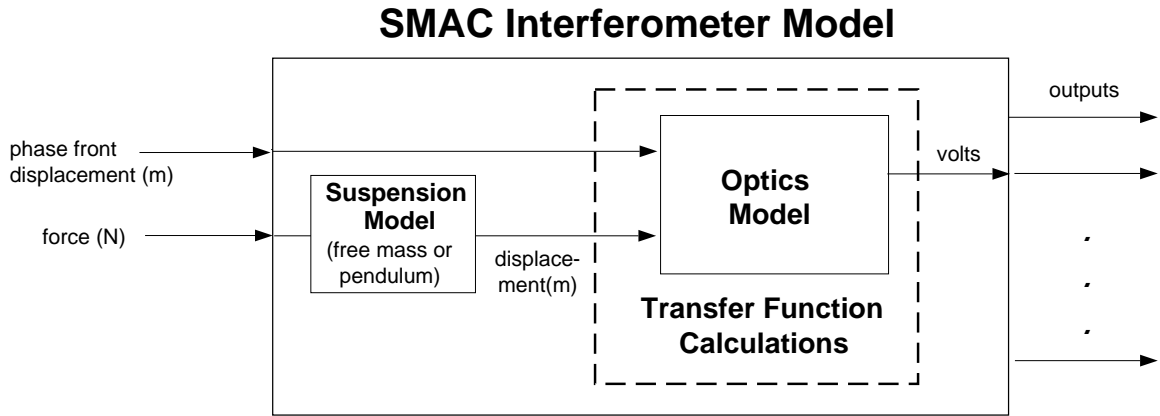 SMAC Interferometer Model
outputs
phase front
displacement (m)
volts
Optics
Model
Suspension
Model
(free mass or
pendulum)
force (N)
displace-
ment(m)
Transfer Function
Calculations